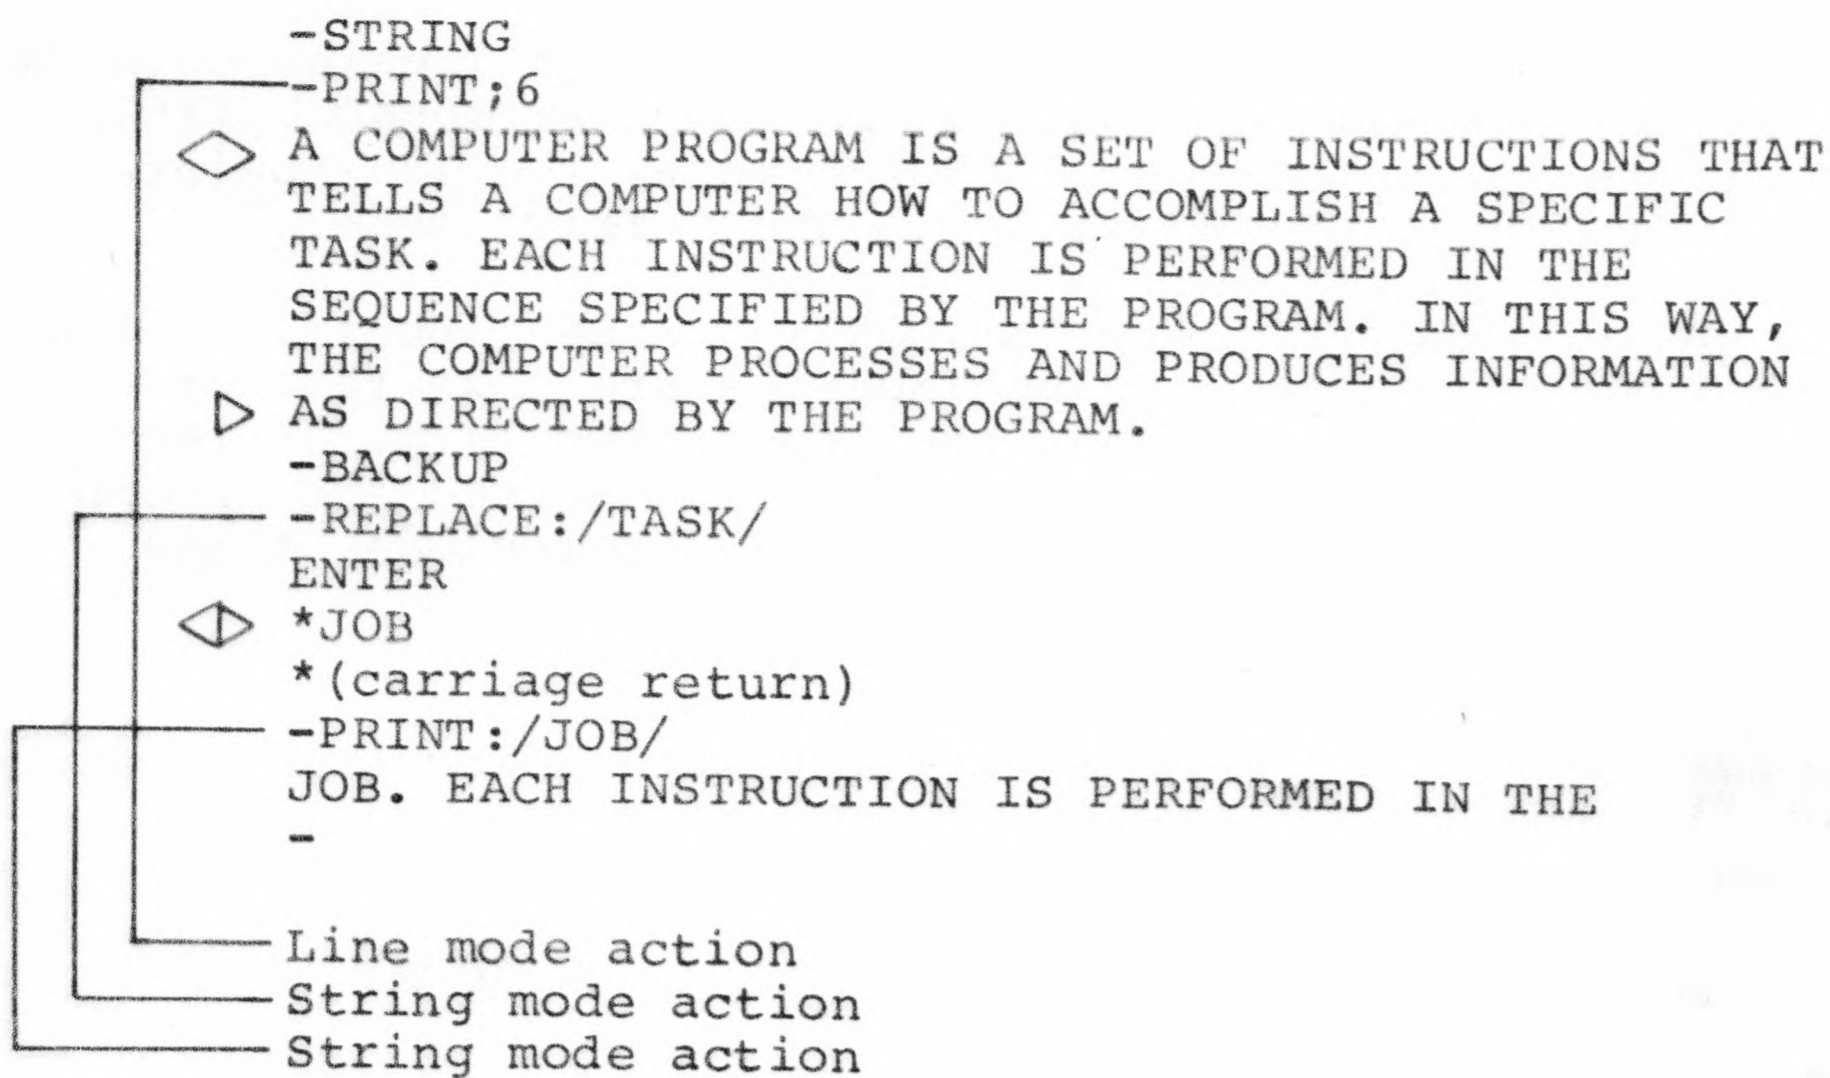 -STRING
-PRINT;6
A COMPUTER PROGRAM IS A SET OF INSTRUCTIONS THAT
TELLS A COMPUTER HOW TO ACCOMPLISH A SPECIFIC
TASK. EACH INSTRUCTION IS PERFORMED IN THE
SEQUENCE SPECIFIED BY THE PROGRAM. IN THIS WAY,
THE COMPUTER PROCESSES AND PRODUCES INFORMATION
AS DIRECTED BY THE PROGRAM.
-BACKUP
-REPLACE:/TASK/
ENTER
*JOB
*(carriage return)
-PRINT:/JOB/
JOB. EACH INSTRUCTION IS PERFORMED IN THE
-
Line mode action
String mode action
String mode action